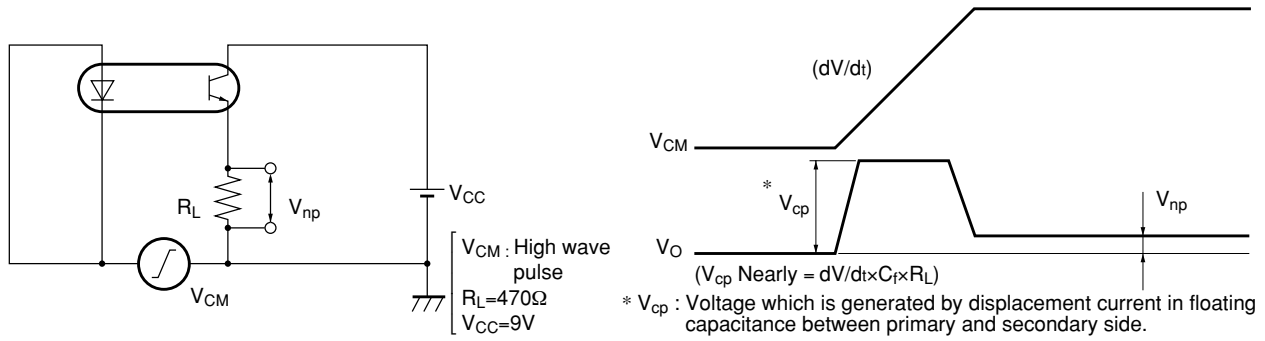 R_L
V_np
V_CC
V_CM
V_CM : High wave
pulse
R_L=470Ω
V_CC=9V
(dV/dt)
V_CM
* V_cp
V_np
V_O
(V_cp Nearly = dV/dt×C_f×R_L)
* V_cp : Voltage which is generated by displacement current in floating
capacitance between primary and secondary side.